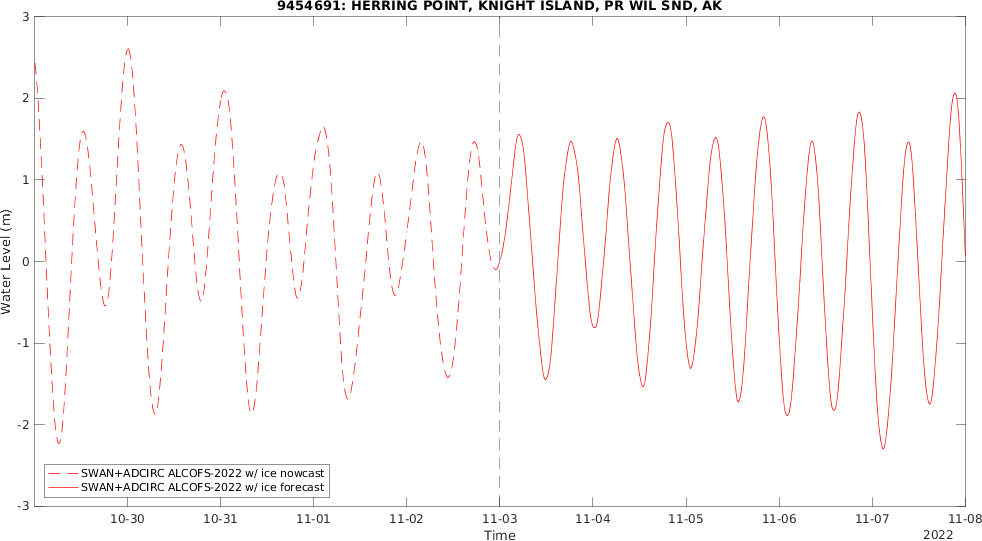 9454691: HERRING POINT, KNIGHT ISLAND, PR WIL SND, AK
3
2
1
0
-1
-2
-3
Water Level (m)
SWAN+ADCIRC ALCOFS-2022 w/ ice nowcast
SWAN+ADCIRC ALCOFS-2022 w/ ice forecast
10-30 10-31 11-01 11-02 11-03 11-04 11-05 11-06 11-07 11-08
Time
2022